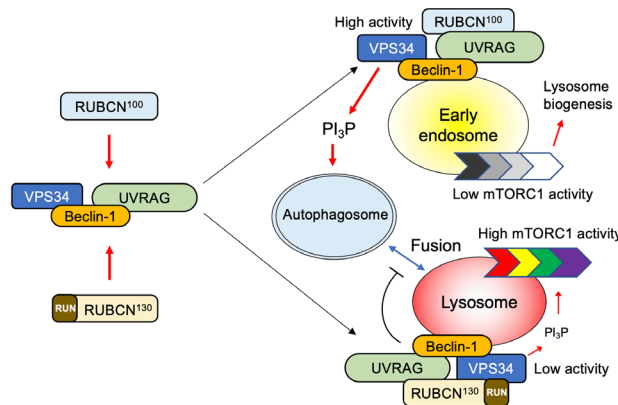 High activity
RUBCN¹⁰⁰
VPS34
UVRAG
Beclin-1
Lysosome
biogenesis
RUBCN¹⁰⁰
PI₃P
Early
endosome
VPS34
UVRAG
Beclin-1
Low mTORC1 activity
Autophagosome
High mTORC1 activity
Fusion
RUN
RUBCN¹³⁰
Lysosome
PI₃P
Beclin-1
UVRAG
VPS34
Low activity
RUBCN¹³⁰
RUN